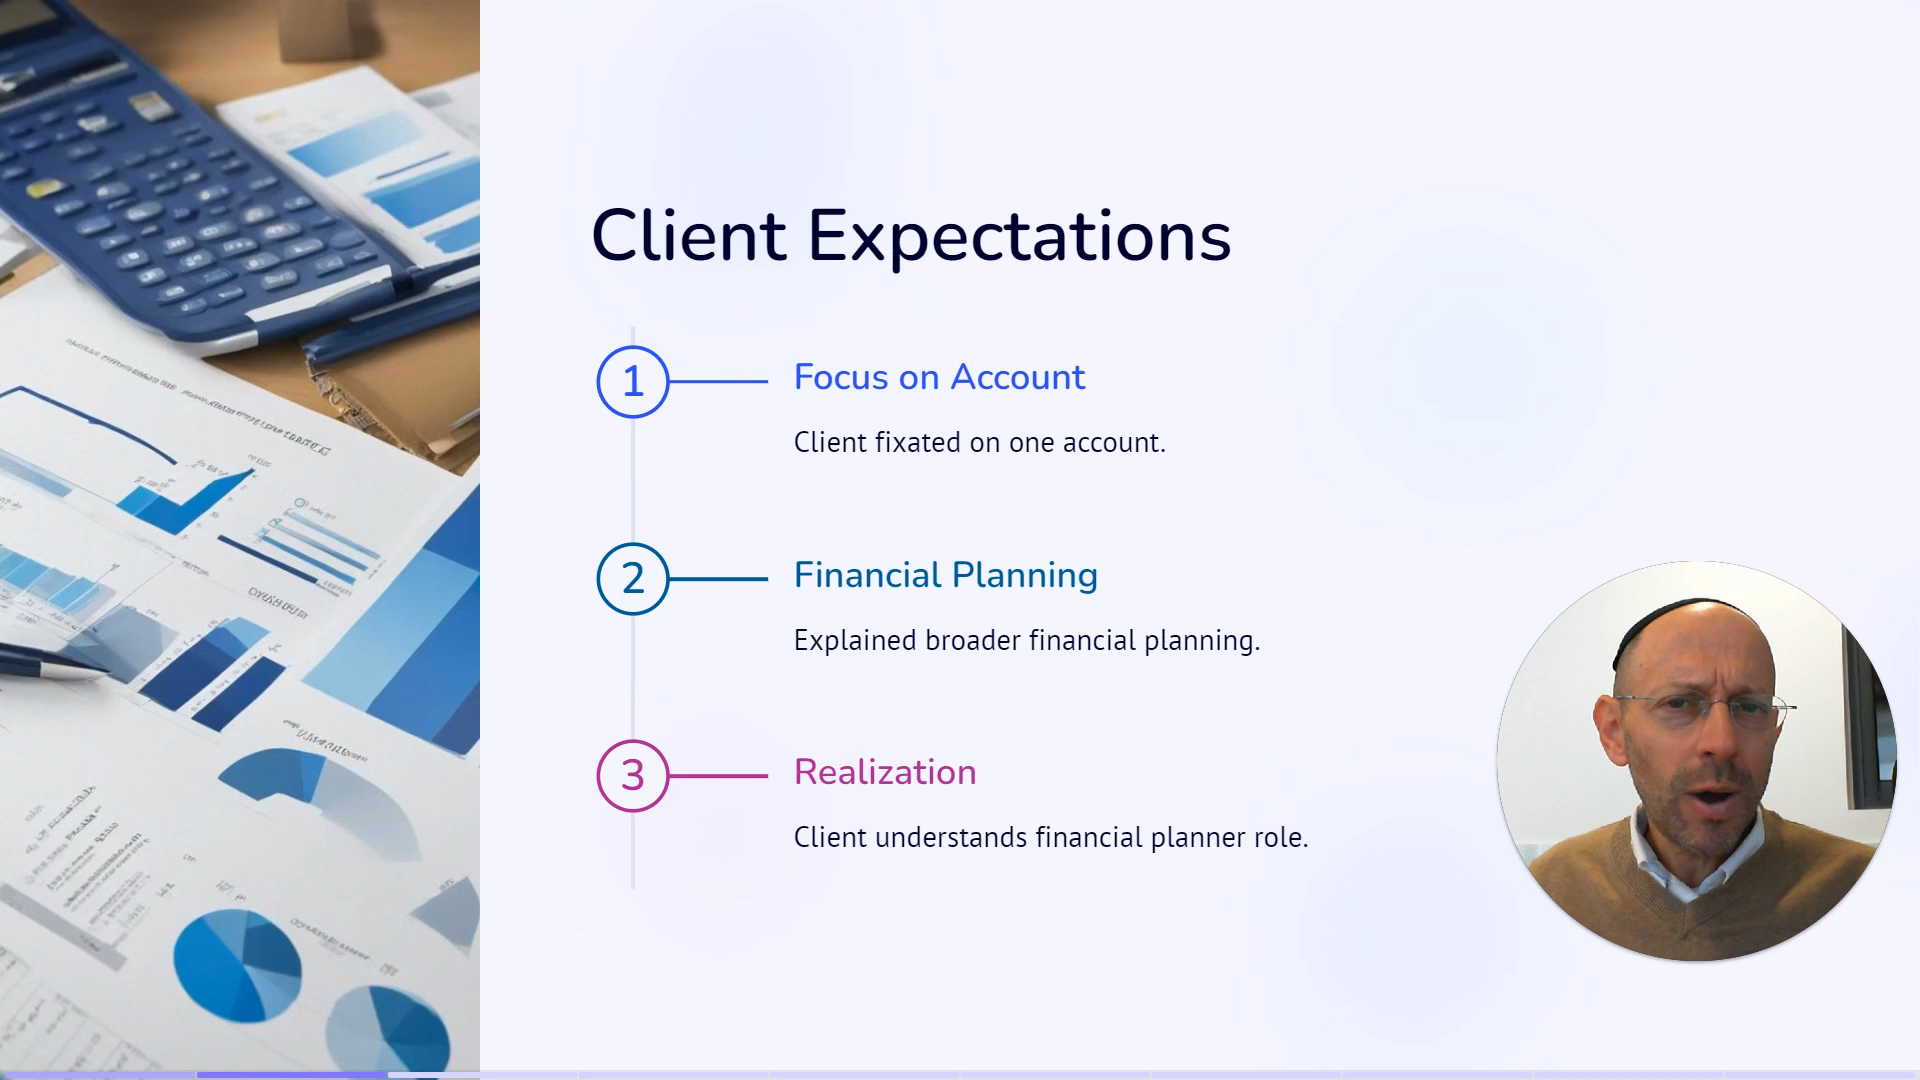 Client Expectations
1
Focus on Account
Client fixated on one account.
2
Financial Planning
Explained broader financial planning.
3
Realization
Client understands financial planner role.